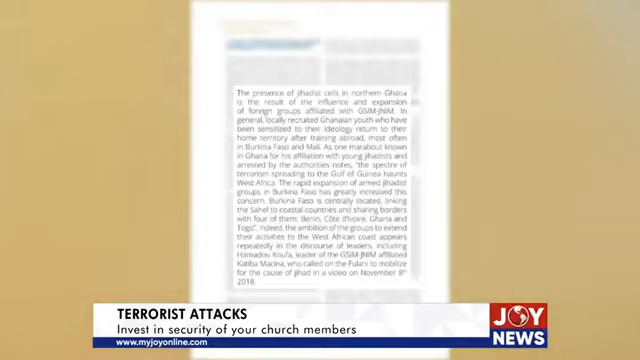 The presence of jihadist cells in northern Ghana
is the result of the influence and expansion
of foreign groups affiliated with GSIM-JNIM. In
general, locally recruited Ghanaian youth who have
been sensitized to their ideology return to their
home territory after training abroad, most often
in Burkina Faso and Mali. As one marabout known
in Ghana for his affiliation with young jihadists and
arrested by the authorities notes, "the spectre of
terrorism spreading to the Gulf of Guinea haunts
West Africa. The rapid expansion of armed jihadist
groups in Burkina Faso has greatly increased this
concern. Burkina Faso is centrally located, linking
the Sahel to coastal countries and sharing borders
with four of them: Benin, Côte d'Ivoire, Ghana and
Togo". Indeed, the ambition of the groups to extend
their activities to the West African coast appears
repeatedly in the discourse of leaders, including
Hamadou Koufa, leader of the GSIM-JNIM affiliated
Katiba Macina, who called on the Fulani to mobilize
for the cause of jihad in a video on November 8th
2018.
TERRORIST ATTACKS
Invest in security of your church members
www.myjoyonline.com
JOY
NEWS